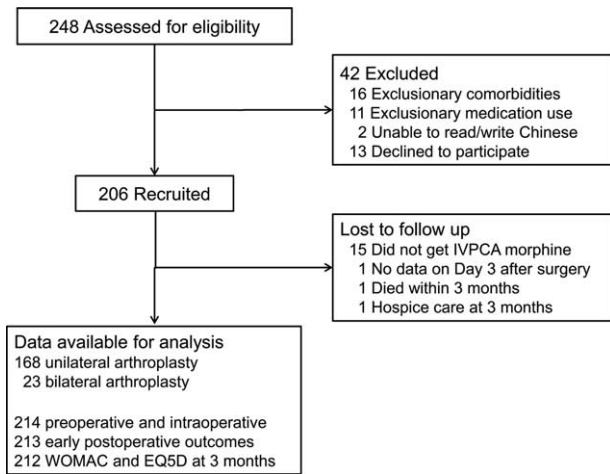 248 Assessed for eligibility
42 Excluded
16 Exclusionary comorbidities
11 Exclusionary medication use
2 Unable to read/write Chinese
13 Declined to participate
206 Recruited
Lost to follow up
15 Did not get IVPCA morphine
1 No data on Day 3 after surgery
1 Died within 3 months
1 Hospice care at 3 months
Data available for analysis
168 unilateral arthroplasty
23 bilateral arthroplasty
214 preoperative and intraoperative
213 early postoperative outcomes
212 WOMAC and EQ5D at 3 months